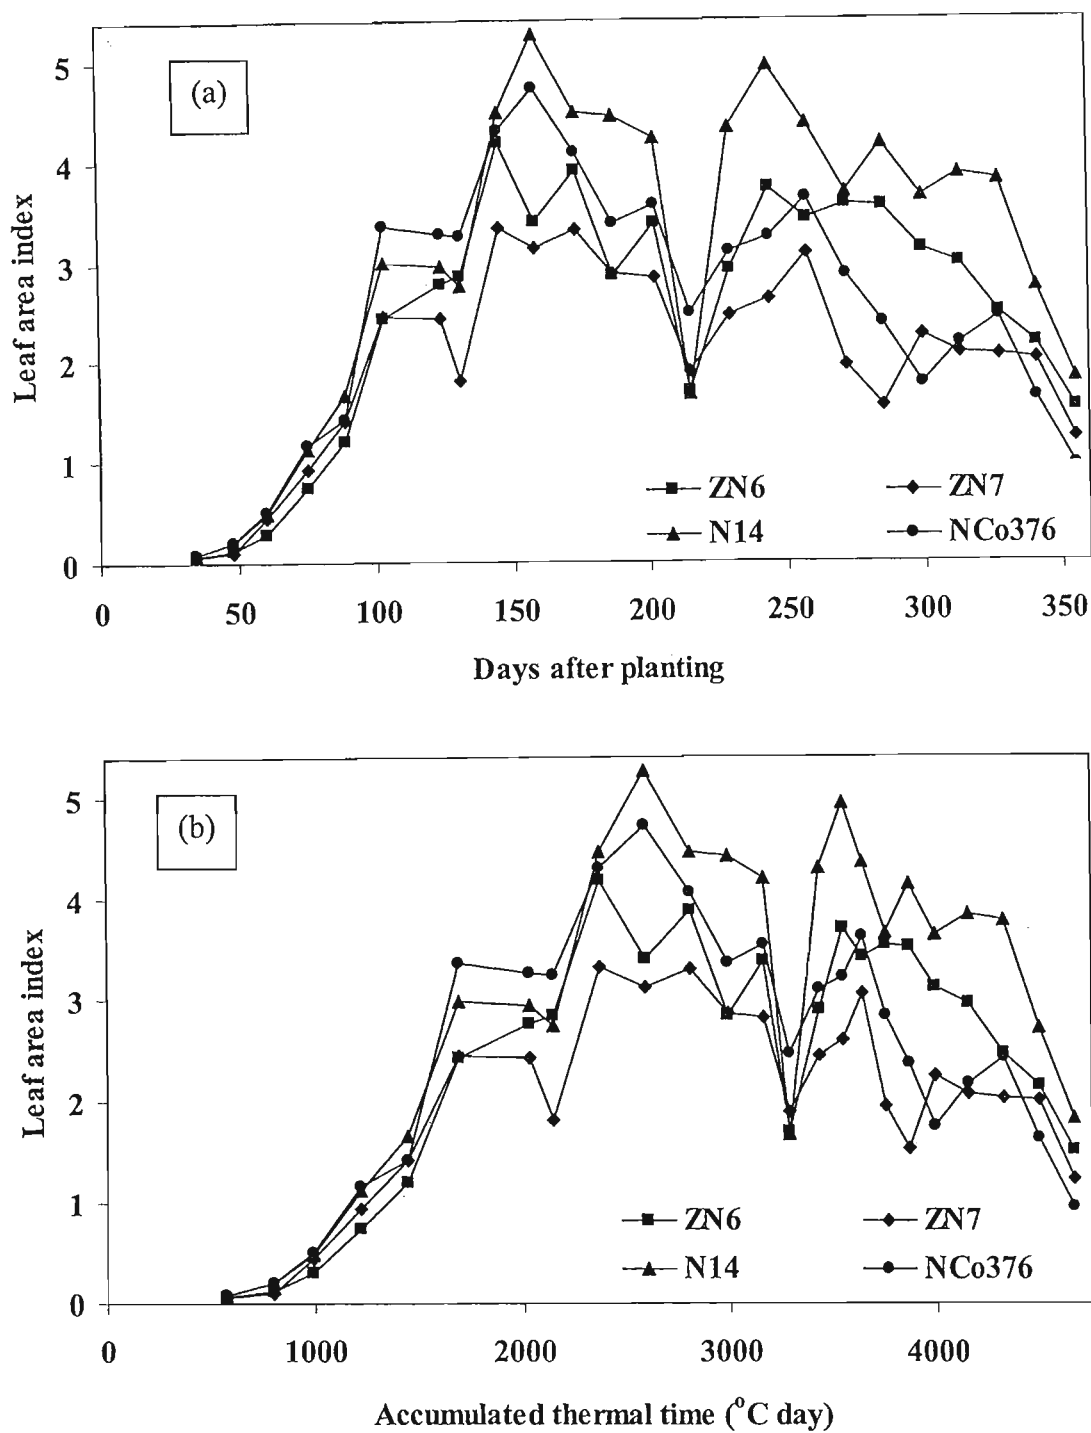 (a)
5
4
3
2
1
0
Leaf area index
ZN6 ZN7
N14 NCo376
0 50 100 150 200 250 300 350
Days after planting
(b)
5
4
3
2
1
0
Leaf area index
ZN6 ZN7
N14 NCo376
0 1000 2000 3000 4000
Accumulated thermal time (°C day)